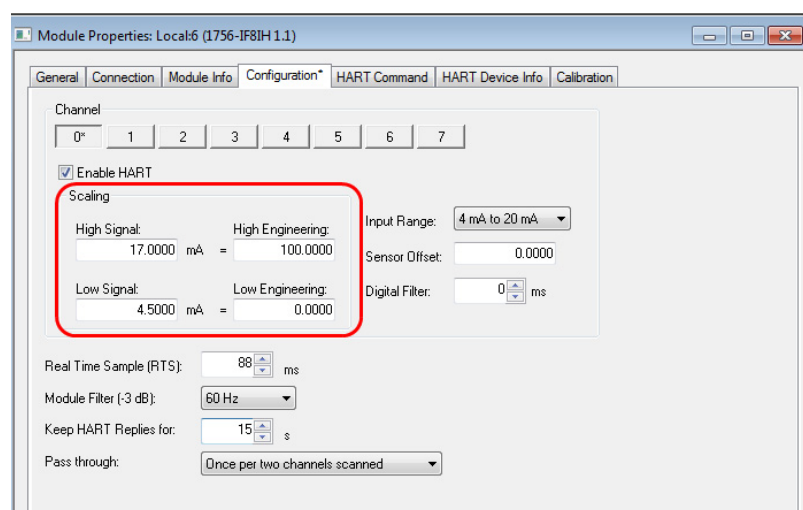 Module Properties: Local:6 (1756-IF8IH 1.1)
General Connection Module Info Configuration* HART Command HART Device Info Calibration
Channel
0* 1 2 3 4 5 6 7
Enable HART
Scaling
High Signal: High Engineering: Input Range: 4 mA to 20 mA
17.0000 mA = 100.0000 Sensor Offset: 0.0000
Low Signal: Low Engineering: Digital Filter: 0 ms
4.5000 mA = 0.0000
Real Time Sample (RTS): 88 ms
Module Filter (-3 dB): 60 Hz
Keep HART Replies for: 15 s
Pass through: Once per two channels scanned